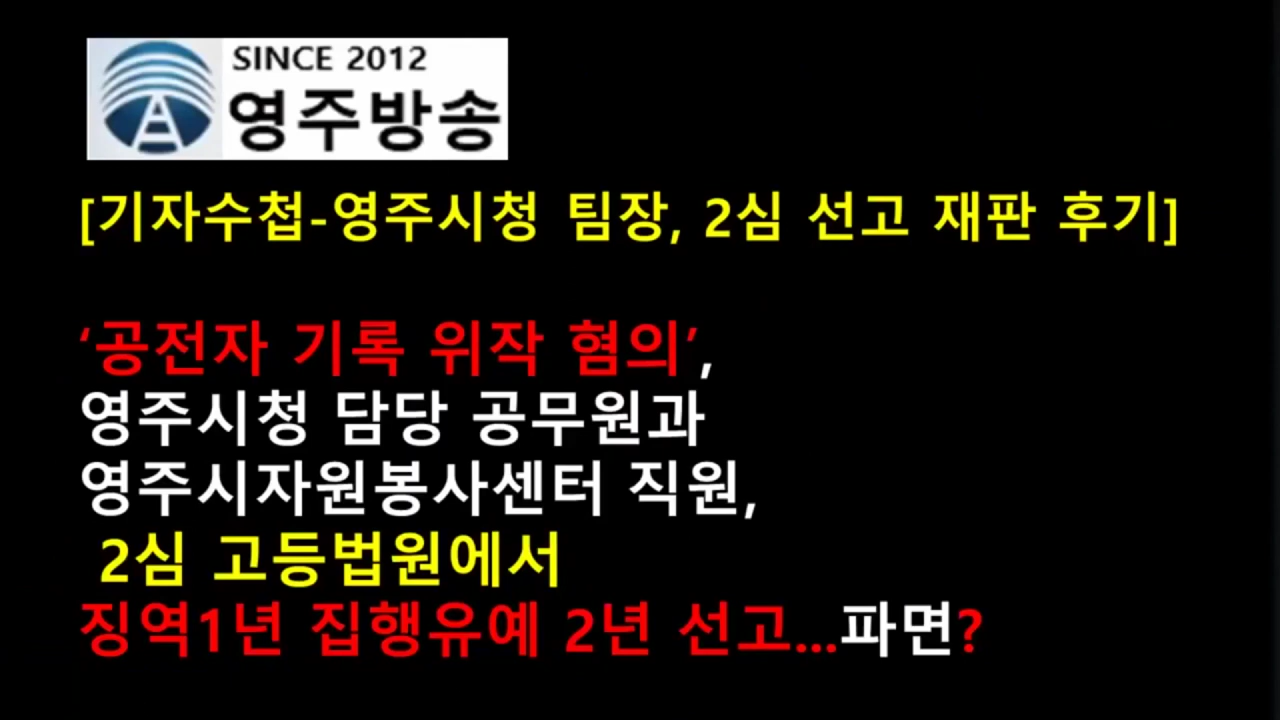 SINCE 2012
영주방송
[기자수첩-영주시청 팀장, 2심 선고 재판 후기]
‘공전자 기록 위작 혐의’,
영주시청 담당 공무원과
영주시자원봉사센터 직원,
2심 고등법원에서
징역1년 집행유예 2년 선고...파면?